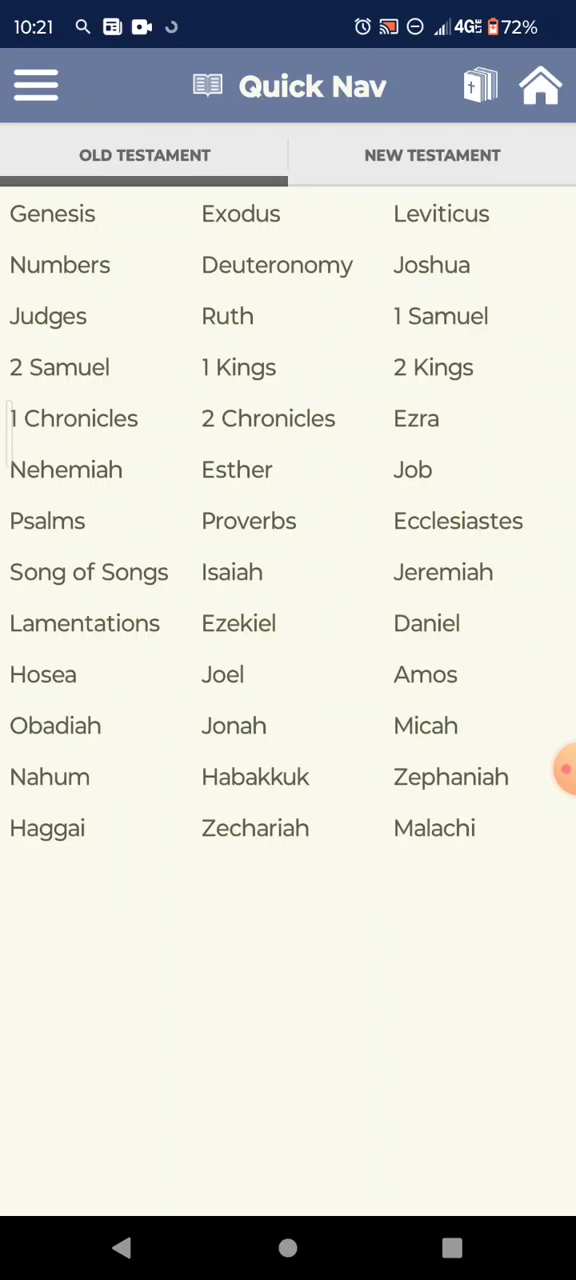 10:21 4G LTE 72%
Quick Nav
OLD TESTAMENT NEW TESTAMENT
Genesis Exodus Leviticus
Numbers Deuteronomy Joshua
Judges Ruth 1 Samuel
2 Samuel 1 Kings 2 Kings
1 Chronicles 2 Chronicles Ezra
Nehemiah Esther Job
Psalms Proverbs Ecclesiastes
Song of Songs Isaiah Jeremiah
Lamentations Ezekiel Daniel
Hosea Joel Amos
Obadiah Jonah Micah
Nahum Habakkuk Zephaniah
Haggai Zechariah Malachi